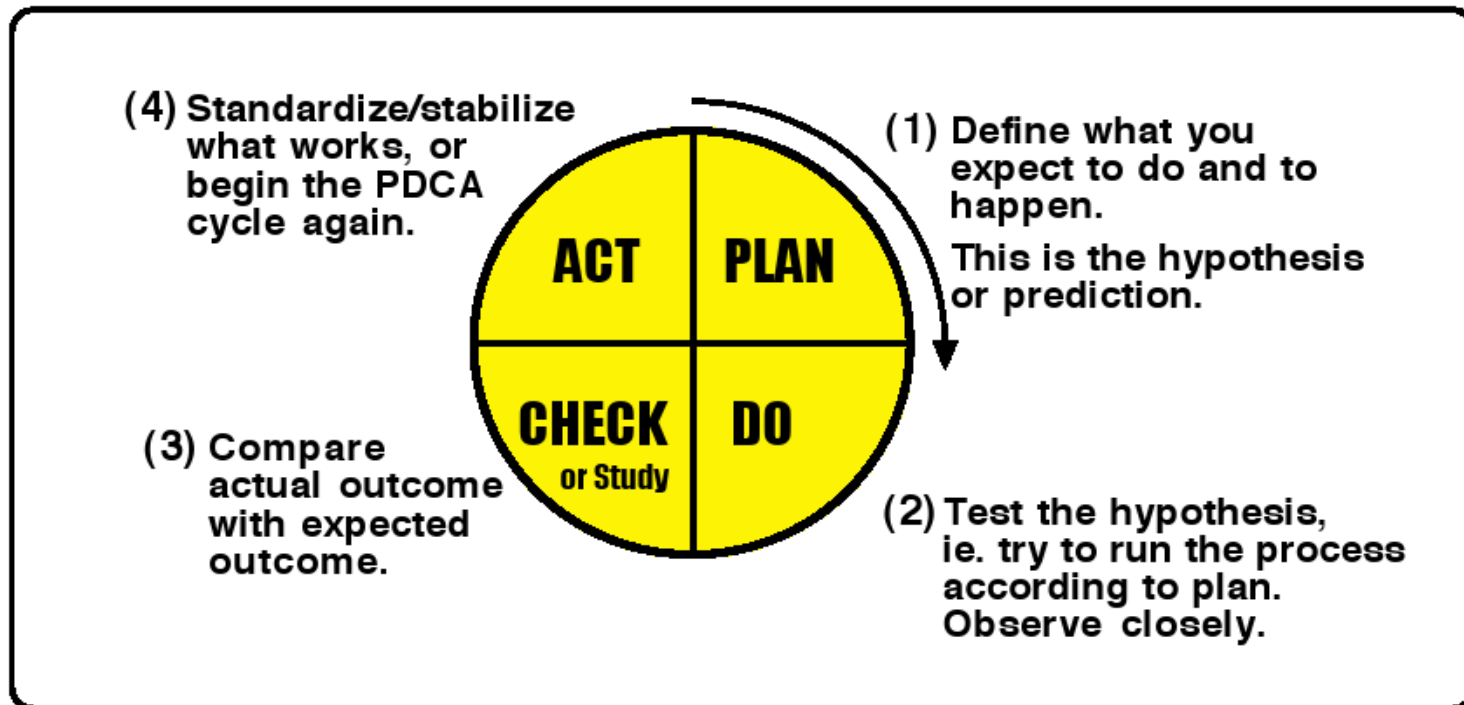 (1) Define what you
expect to do and to
happen.
This is the hypothesis
or prediction.
(2) Test the hypothesis,
ie. try to run the process
according to plan.
Observe closely.
(3) Compare
actual outcome
with expected
outcome.
(4) Standardize/stabilize
what works, or
begin the PDCA
cycle again.
ACT
PLAN
CHECK
or Study
DO